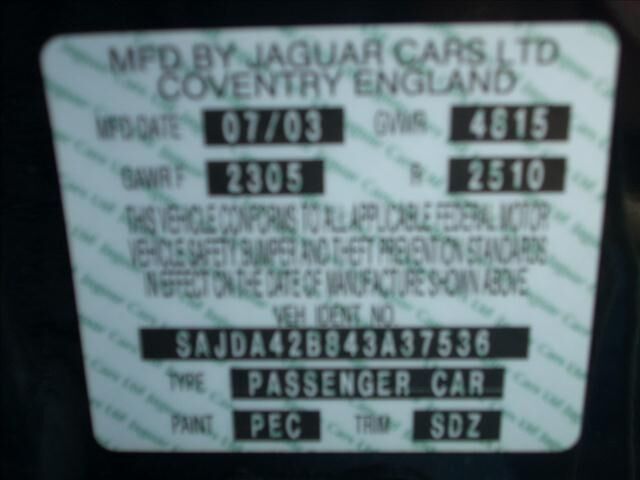 MFD BY JAGUAR CARS LTD
COVENTRY ENGLAND
MFD DATE 07/03 GVWR 4815
GAWR F 2305 R 2510
THIS VEHICLE CONFORMS TO ALL APPLICABLE FEDERAL MOTOR
VEHICLE SAFETY BUMPER AND THEFT PREVENTION STANDARDS
IN EFFECT ON THE DATE OF MANUFACTURE SHOWN ABOVE.
VEH IDENT. NO
SAJDA42B843A37536
TYPE PASSENGER CAR
PAINT PEC TRIM SDZ